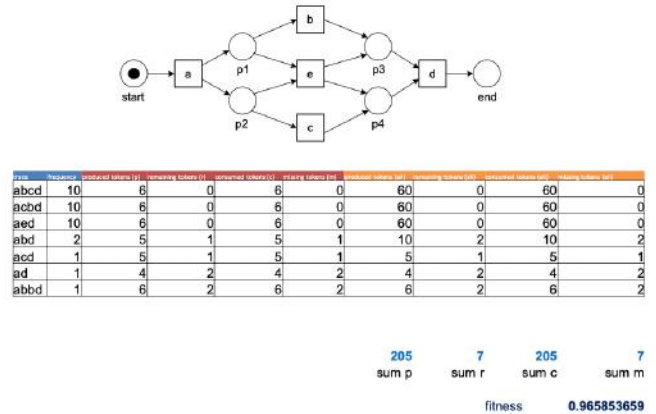 b
a
p1
e
p3
d
start
end
p2
p4
c
trace frequency produced tokens (p) remaining tokens (r) consumed tokens (c) missing tokens (m) produced tokens (all) remaining tokens (all) consumed tokens (all) missing tokens (all)
abcd 10 6 0 6 0 60 0 60 0
acbd 10 6 0 6 0 60 0 60 0
aed 10 6 0 6 0 60 0 60 0
abd 2 5 1 5 1 10 2 10 2
acd 1 5 1 5 1 5 1 5 1
ad 1 4 2 4 2 4 2 4 2
abbd 1 6 2 6 2 6 2 6 2
205 7 205 7
sum p sum r sum c sum m
fitness 0.965853659